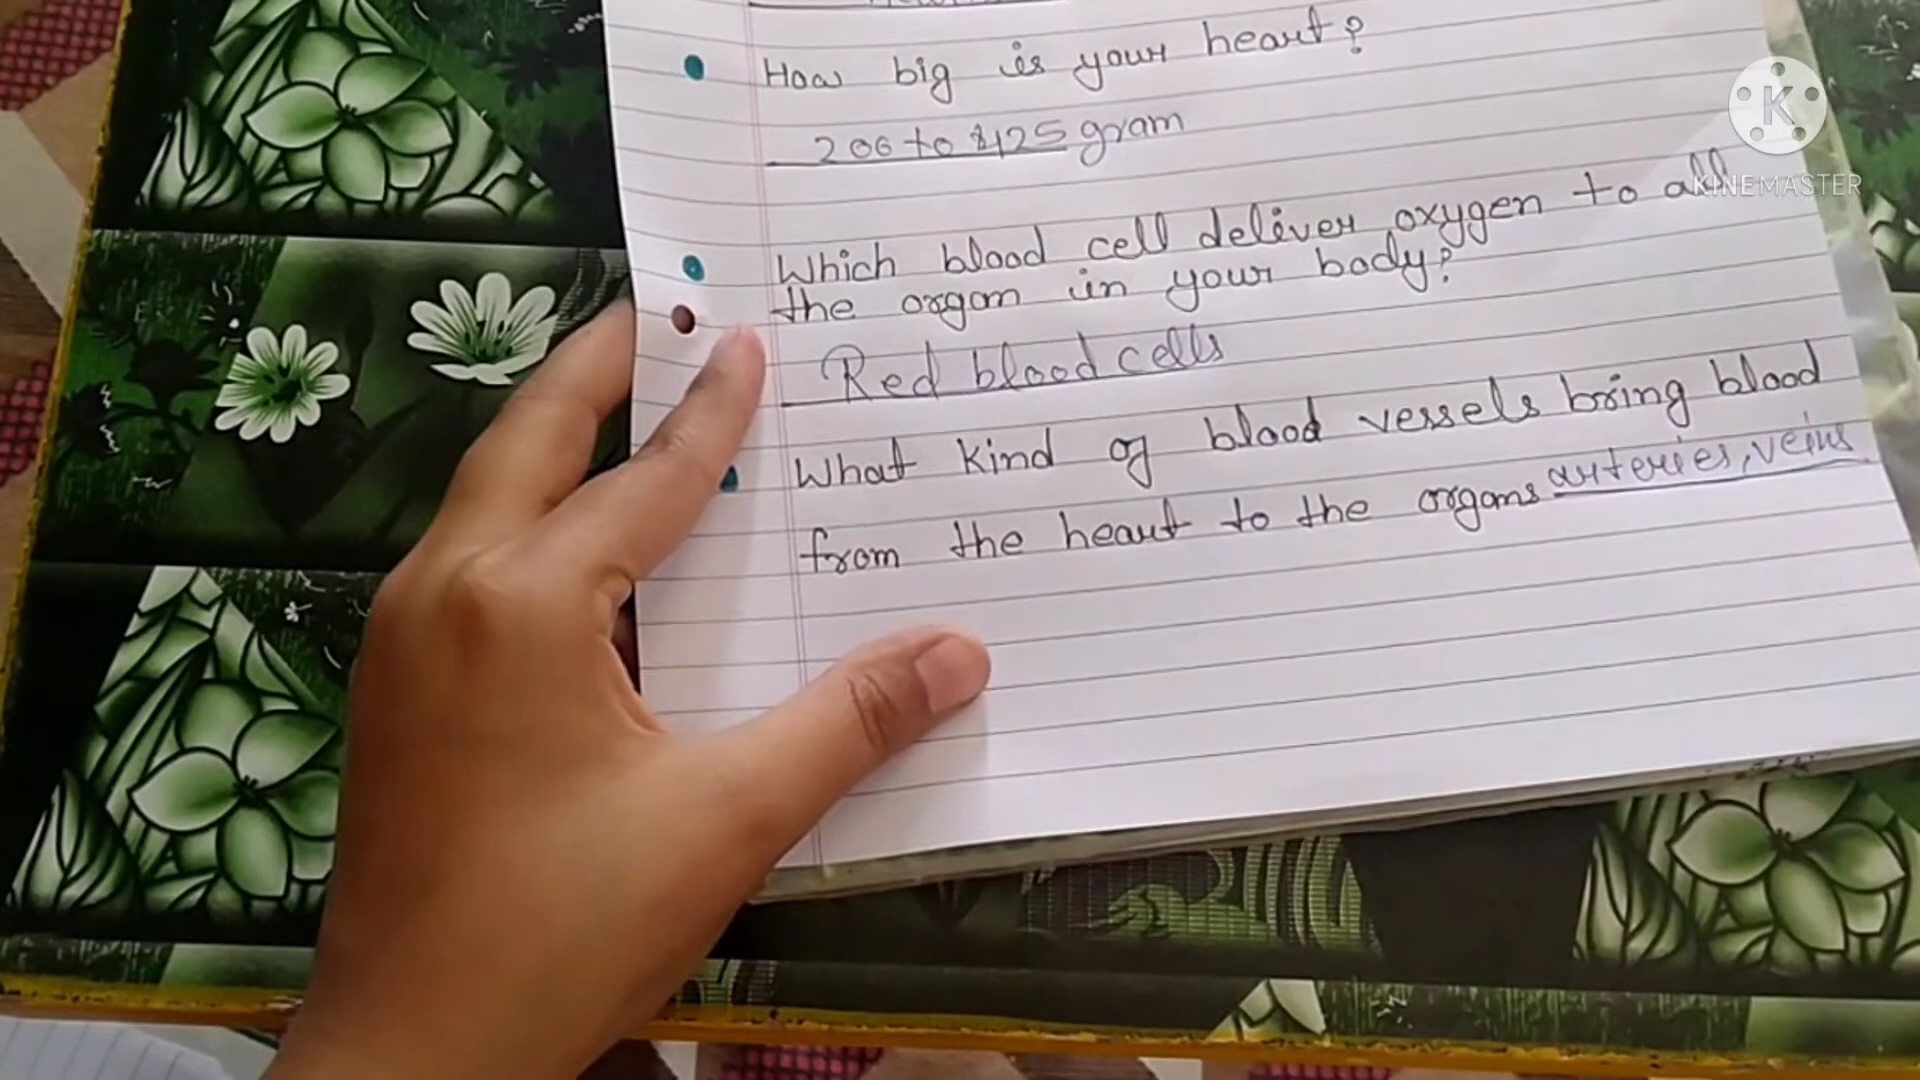 How big is your heart?
200 to 425 gram
Which blood cell deliver oxygen to all
the organ in your body?
Red blood cells
What kind of blood vessels bring blood
from the heart to the organs arteries, veins
K
KINEMASTER